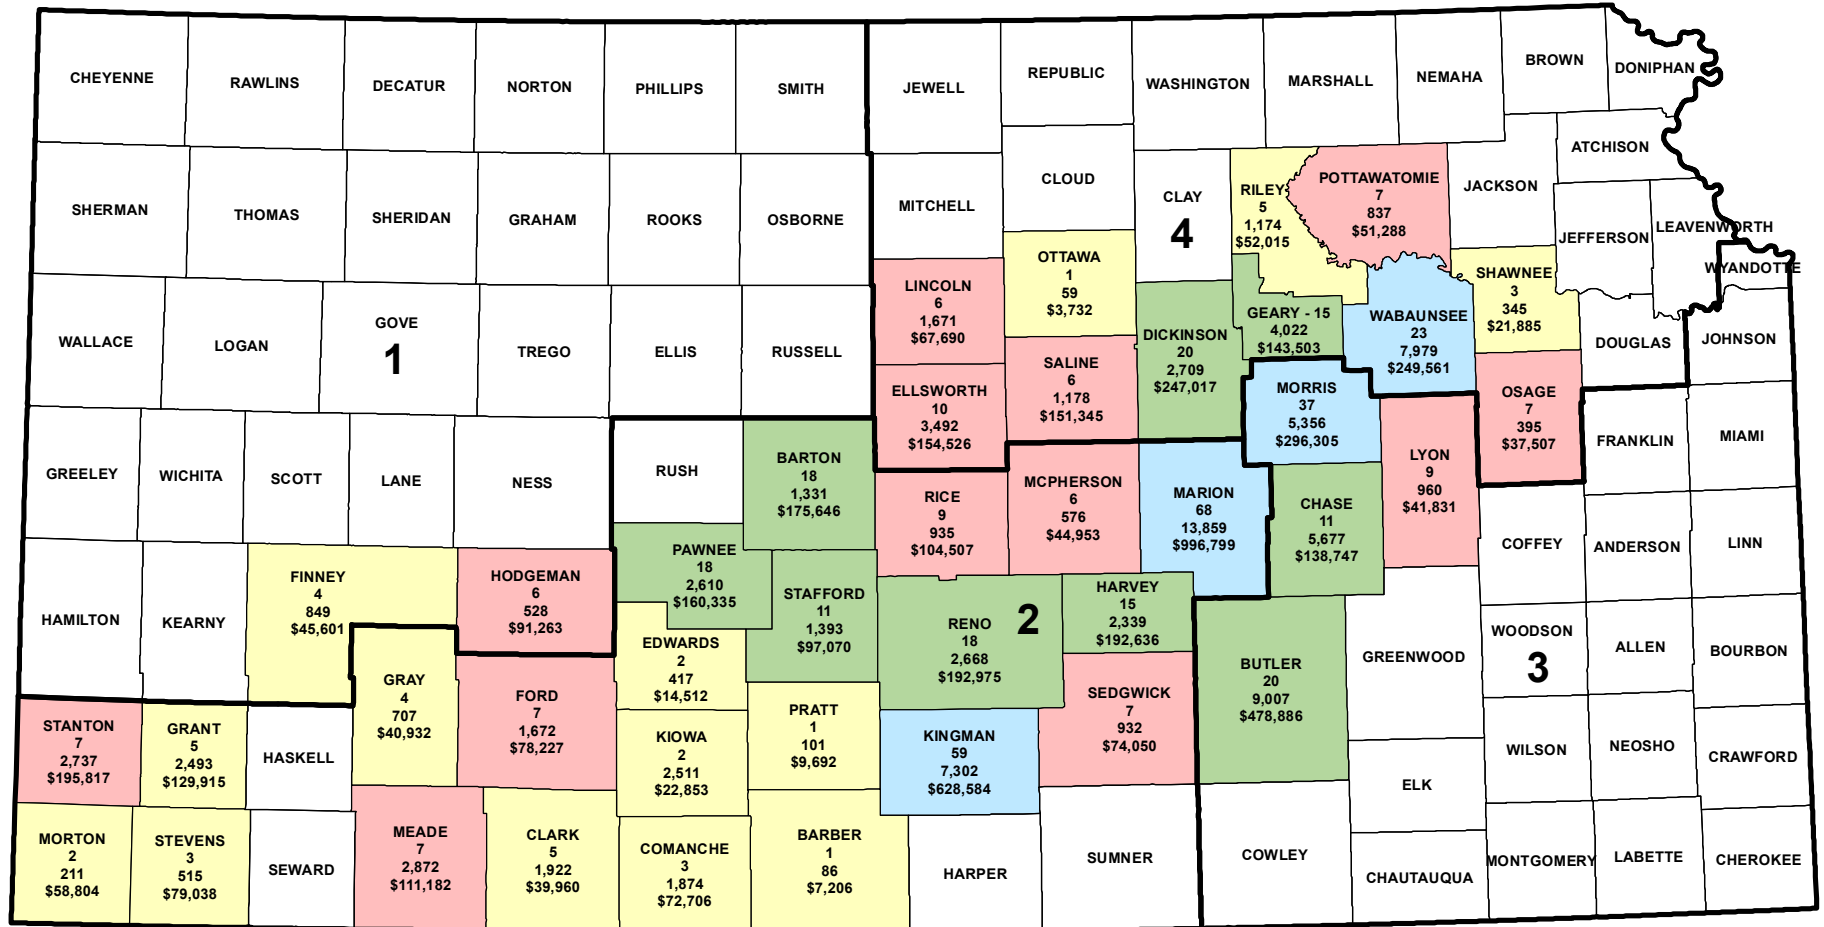 CHEYENNE
RAWLINS
DECATUR
NORTON
PHILLIPS
SMITH
JEWELL
REPUBLIC
WASHINGTON
MARSHALL
NEMAHA
BROWN
DONIPHAN
SHERMAN
THOMAS
SHERIDAN
GRAHAM
ROOKS
OSBORNE
MITCHELL
CLOUD
CLAY
4
RILEY
5
1,174
$52,015
POTTAWATOMIE
7
837
$51,288
JACKSON
ATCHISON
JEFFERSON
LEAVENWORTH
WYANDOTTE
WALLACE
LOGAN
GOVE
1
TREGO
ELLIS
RUSSELL
LINCOLN
6
1,671
$67,690
OTTAWA
1
59
$3,732
DICKINSON
20
2,709
$247,017
GEARY - 15
4,022
$143,503
WABAUNSEE
23
7,979
$249,561
SHAWNEE
3
345
$21,885
DOUGLAS
JOHNSON
ELLSWORTH
10
3,492
$154,526
SALINE
6
1,178
$151,345
MORRIS
37
5,356
$296,305
OSAGE
7
395
$37,507
FRANKLIN
MIAMI
GREELEY
WICHITA
SCOTT
LANE
NESS
RUSH
BARTON
18
1,331
$175,646
RICE
9
935
$104,507
MCPHERSON
6
576
$44,953
MARION
68
13,859
$996,799
CHASE
11
5,677
$138,747
LYON
9
960
$41,831
COFFEY
ANDERSON
LINN
HAMILTON
KEARNY
FINNEY
4
849
$45,601
HODGEMAN
6
528
$91,263
PAWNEE
18
2,610
$160,335
STAFFORD
11
1,393
$97,070
RENO
18
2,668
$192,975
2
HARVEY
15
2,339
$192,636
EDWARDS
2
417
$14,512
GRAY
4
707
$40,932
FORD
7
1,672
$78,227
KIOWA
2
2,511
$22,853
PRATT
1
101
$9,692
KINGMAN
59
7,302
$628,584
SEDGWICK
7
932
$74,050
BUTLER
20
9,007
$478,886
GREENWOOD
WOODSON
3
ALLEN
BOURBON
STANTON
7
2,737
$195,817
GRANT
5
2,493
$129,915
HASKELL
ELK
WILSON
NEOSHO
CRAWFORD
MORTON
2
211
$58,804
STEVENS
3
515
$79,038
SEWARD
MEADE
7
2,872
$111,182
CLARK
5
1,922
$39,960
COMANCHE
3
1,874
$72,706
BARBER
1
86
$7,206
HARPER
SUMNER
COWLEY
CHAUTAUQUA
MONTGOMERY
LABETTE
CHEROKEE